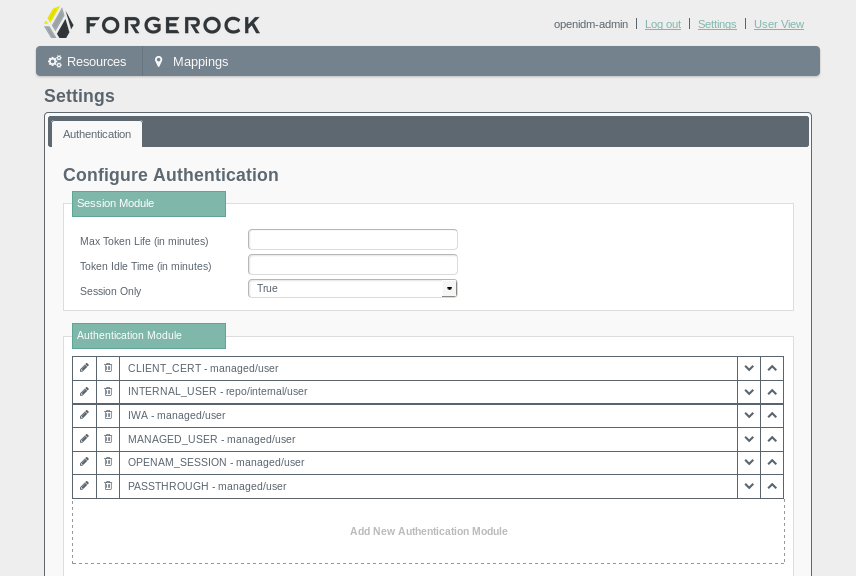 FORGEROCK
openidm-admin | Log out | Settings | User View
Resources
Mappings
Settings
Authentication
Configure Authentication
Session Module
Max Token Life (in minutes)
Token Idle Time (in minutes)
Session Only True
Authentication Module
CLIENT_CERT - managed/user
INTERNAL_USER - repo/internal/user
IWA - managed/user
MANAGED_USER - managed/user
OPENAM_SESSION - managed/user
PASSTHROUGH - managed/user
Add New Authentication Module